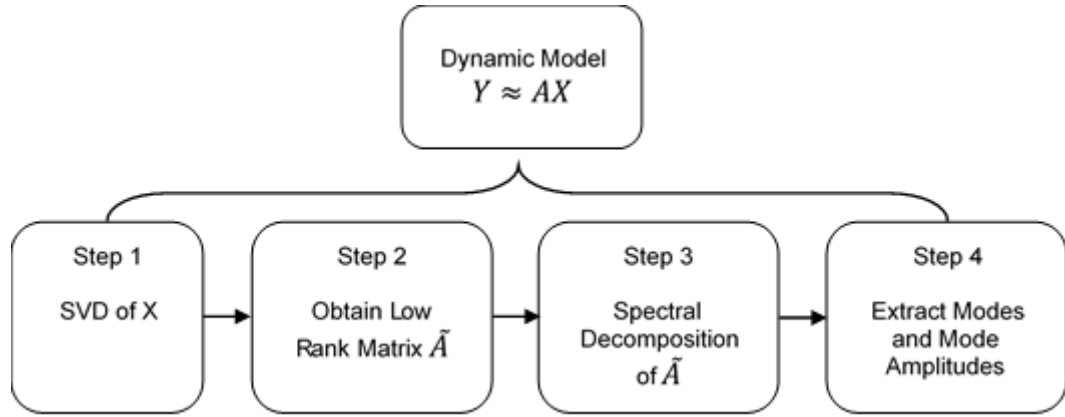 Dynamic Model
Y ≈ AX
Step 1
SVD of X
Step 2
Obtain Low
Rank Matrix Ã
Step 3
Spectral
Decomposition
of Ã
Step 4
Extract Modes
and Mode
Amplitudes